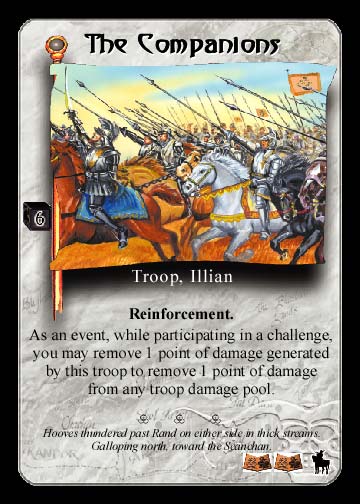 The Companions
6
Troop, Illian
Reinforcement.
As an event, while participating in a challenge,
you may remove 1 point of damage generated
by this troop to remove 1 point of damage
from any troop damage pool.
Hooves thundered past Rand on either side in thick streams.
Galloping north, toward the Seanchan.
KANDOR